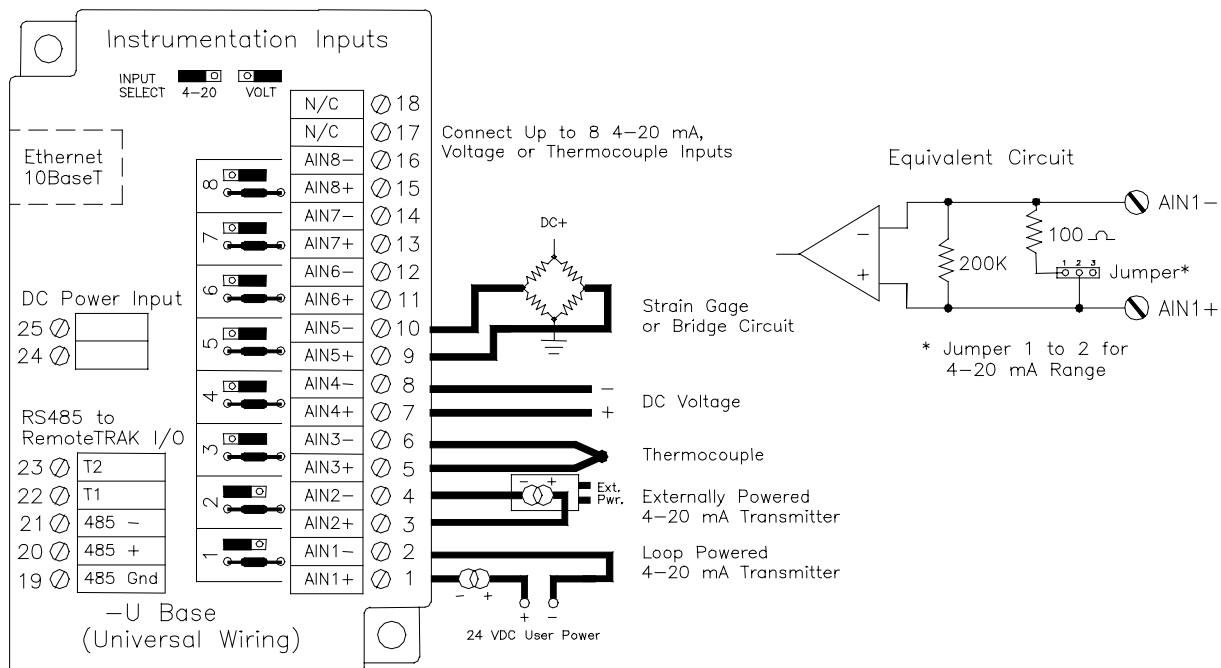 Instrumentation Inputs
INPUT
SELECT 4-20 VOLT
Ethernet
10BaseT
N/C 18
N/C 17
AIN8- 16
AIN8+ 15
AIN7- 14
AIN7+ 13
AIN6- 12
AIN6+ 11
AIN5- 10
AIN5+ 9
AIN4- 8
AIN4+ 7
AIN3- 6
AIN3+ 5
AIN2- 4
AIN2+ 3
AIN1- 2
AIN1+ 1
8
7
6
5
4
3
2
1
DC Power Input
25
24
RS485 to
RemoteTRAK I/O
23 T2
22 T1
21 485 -
20 485 +
19 485 Gnd
-U Base
(Universal Wiring)
Connect Up to 8 4-20 mA,
Voltage or Thermocouple Inputs
DC+
Strain Gage
or Bridge Circuit
-
+
DC Voltage
Thermocouple
- +
Ext.
Pwr.
Externally Powered
4-20 mA Transmitter
Loop Powered
4-20 mA Transmitter
- +
+ -
24 VDC User Power
Equivalent Circuit
AIN1-
-
+
200K
100 Ω
1 2 3
Jumper*
AIN1+
* Jumper 1 to 2 for
4-20 mA Range